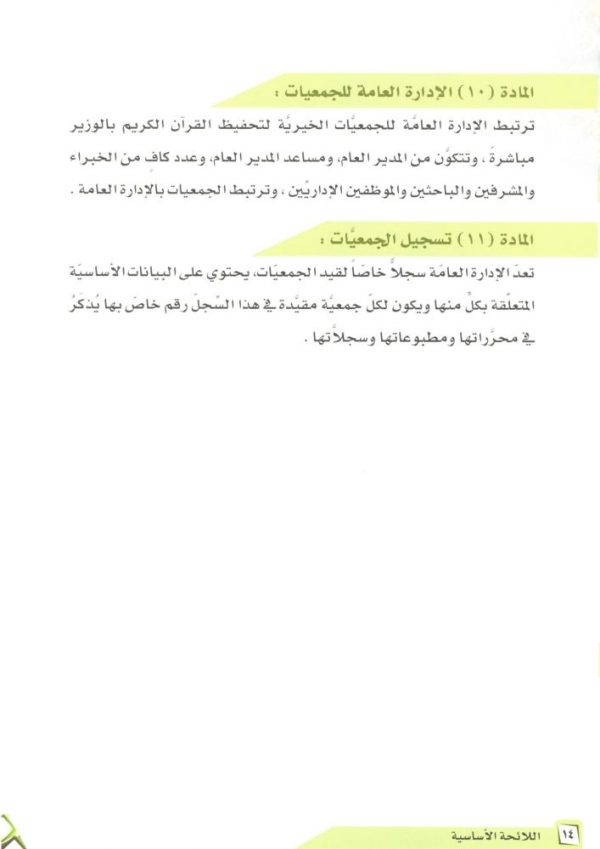 المادة (١٠) الإدارة العامة للجمعيات :
ترتبط الإدارة العامَّة للجمعيَّات الخيريَّة لتحفيظ القرآن الكريم بالوزير
مباشرةً ، وتتكوَّن من المدير العام، ومساعد المدير العام، وعدد كافٍ من الخبراء
والمشرفين والباحثين والموظفين الإداريِّين ، وترتبط الجمعيات بالإدارة العامة .
المادة (١١) تسجيل الجمعيَّات :
تعدّ الإدارة العامَّة سجلاًّ خاصّاً لقيد الجمعيّات، يحتوي على البيانات الأساسيّة
المتعلِّقة بكلِّ منها ويكون لكلّ جمعيّة مقيّدة في هذا السِّجلّ رقم خاصّ بها يُذكَرُ
في محرَّراتها ومطبوعاتها وسجلاَّتها .
١٤ اللائحة الأساسية